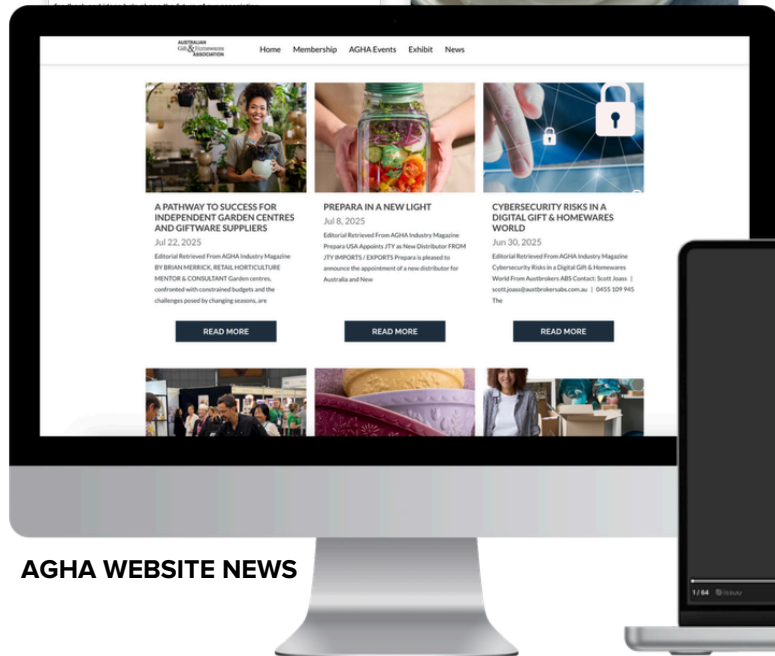 AUSTRALIAN
Gift & Homewares
ASSOCIATION
Home Membership AGHA Events Exhibit News
A PATHWAY TO SUCCESS FOR
INDEPENDENT GARDEN CENTRES
AND GIFTWARE SUPPLIERS
Jul 22, 2025
Editorial Retrieved From AGHA Industry Magazine
BY BRIAN MERRICK, RETAIL HORTICULTURE
MENTOR & CONSULTANT Garden centres,
confronted with constrained budgets and the
challenges posed by changing seasons, are
READ MORE
PREPARA IN A NEW LIGHT
Jul 8, 2025
Editorial Retrieved From AGHA Industry Magazine
Prepara USA Appoints JTY as New Distributor FROM
JTY IMPORTS / EXPORTS Prepara is pleased to
announce the appointment of a new distributor for
Australia and New
READ MORE
CYBERSECURITY RISKS IN A
DIGITAL GIFT & HOMEWARES
WORLD
Jun 30, 2025
Editorial Retrieved From AGHA Industry Magazine
Cybersecurity Risks in a Digital Gift & Homewares
World From Austbrokers ABS Contact: Scott Joass |
scott.joass@austbrokersabs.com.au | 0455 109 945
The
READ MORE
AGHA WEBSITE NEWS
1 / 64